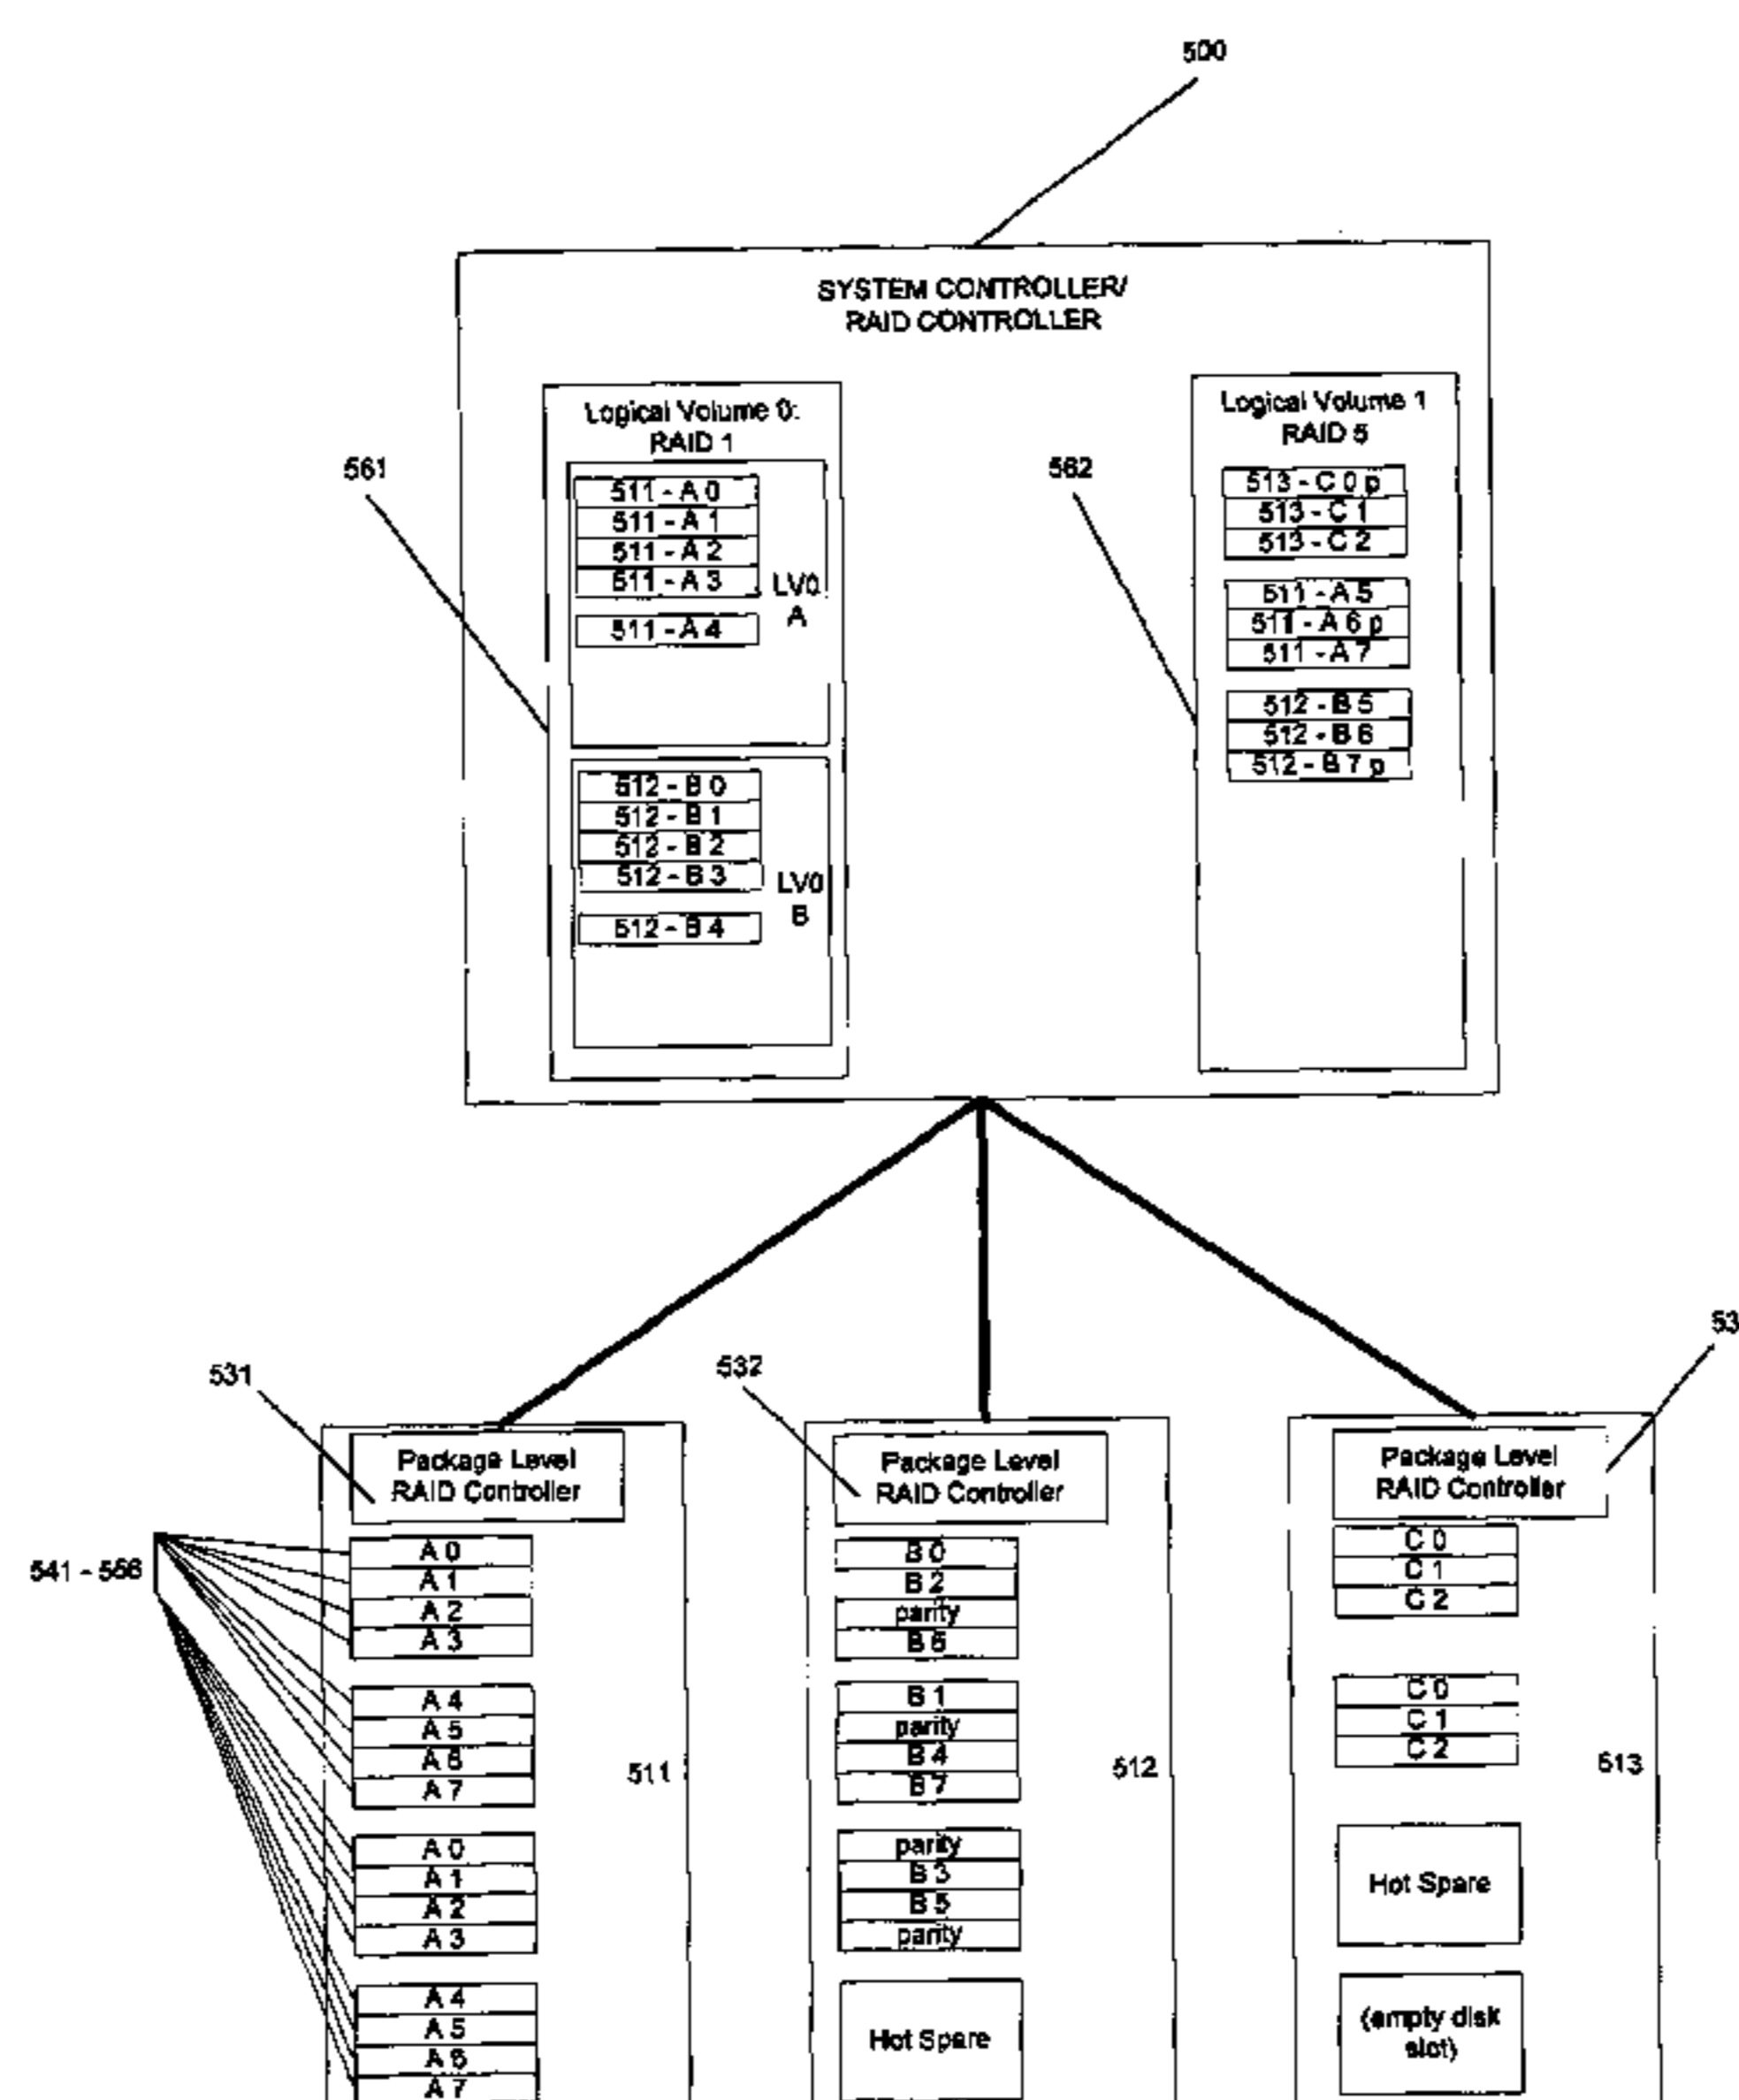 500
SYSTEM CONTROLLER/
RAID CONTROLLER
Logical Volume 0:
RAID 1
561
511 - A 0
511 - A 1
511 - A 2
511 - A 3
511 - A 4
LV0
A
512 - B 0
512 - B 1
512 - B 2
512 - B 3
512 - B 4
LV0
B
Logical Volume 1
RAID 5
562
513 - C 0 p
513 - C 1
513 - C 2
511 - A 5
511 - A 6 p
511 - A 7
512 - B 5
512 - B 6
512 - B 7 p
531
Package Level
RAID Controller
541 - 556
A 0
A 1
A 2
A 3
A 4
A 5
A 6
A 7
511
A 0
A 1
A 2
A 3
A 4
A 5
A 6
A 7
532
Package Level
RAID Controller
B 0
B 2
parity
B 6
B 1
parity
B 4
B 7
512
parity
B 3
B 5
parity
Hot Spare
53
Package Level
RAID Controller
C 0
C 1
C 2
C 0
C 1
C 2
513
Hot Spare
(empty disk
slot)